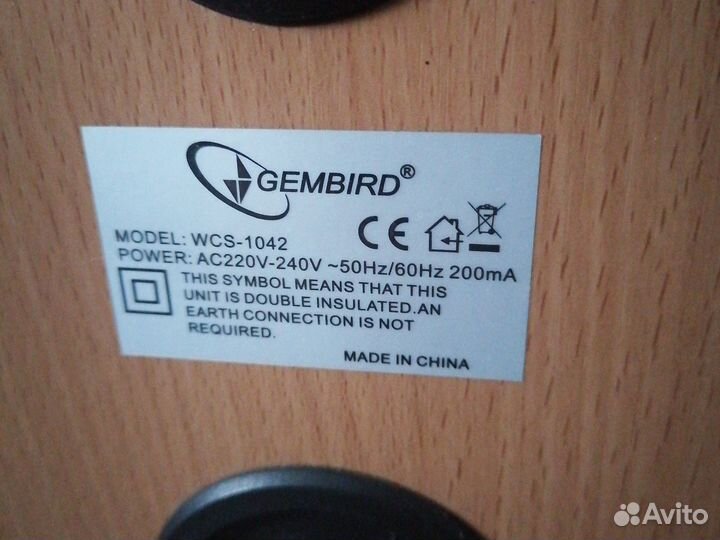 GEMBIRD®
CE
MODEL: WCS-1042
POWER: AC220V-240V ~50Hz/60Hz 200mA
THIS SYMBOL MEANS THAT THIS
UNIT IS DOUBLE INSULATED.AN
EARTH CONNECTION IS NOT
REQUIRED.
MADE IN CHINA
Avito